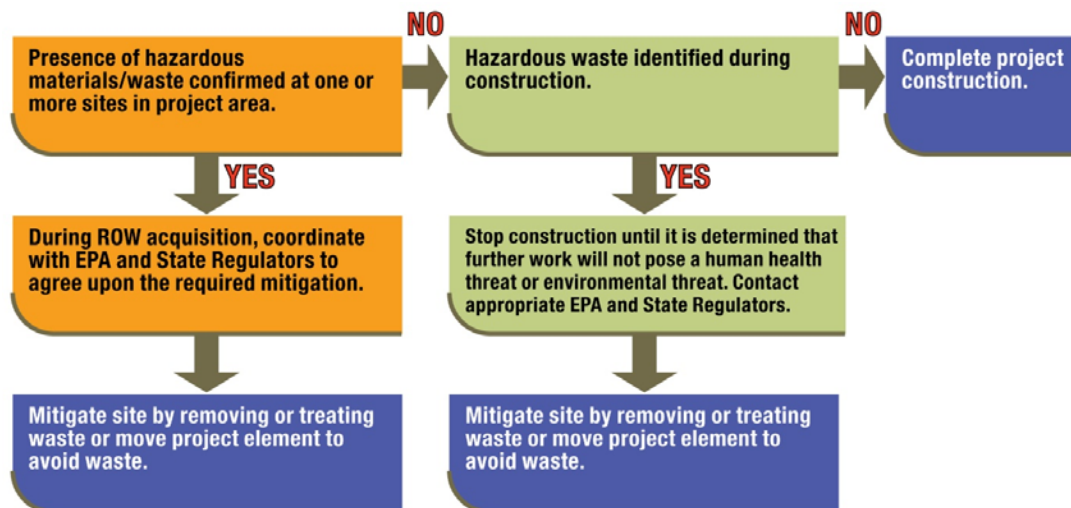 NO
NO
Presence of hazardous
materials/waste confirmed at one or
more sites in project area.
Hazardous waste identified during
construction.
Complete project
construction.
YES
YES
During ROW acquisition, coordinate
with EPA and State Regulators to
agree upon the required mitigation.
Stop construction until it is determined that
further work will not pose a human health
threat or environmental threat. Contact
appropriate EPA and State Regulators.
Mitigate site by removing or treating
waste or move project element to
avoid waste.
Mitigate site by removing or treating
waste or move project element to
avoid waste.